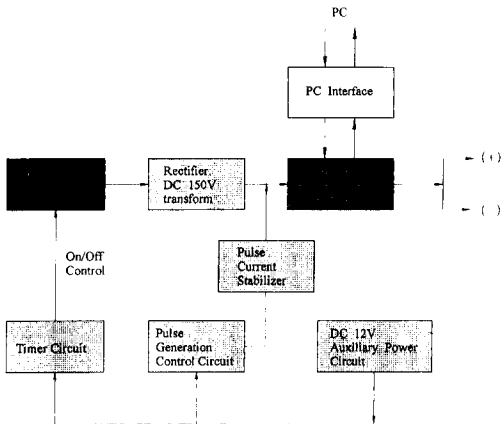 PC
PC Interface
Rectifier,
DC 150V
transform
( + )
On/Off
Control
Pulse
Current
Stabilizer
Timer Circuit
Pulse
Generation
Control Circuit
DC 12V
Auxiliary Power
Circuit